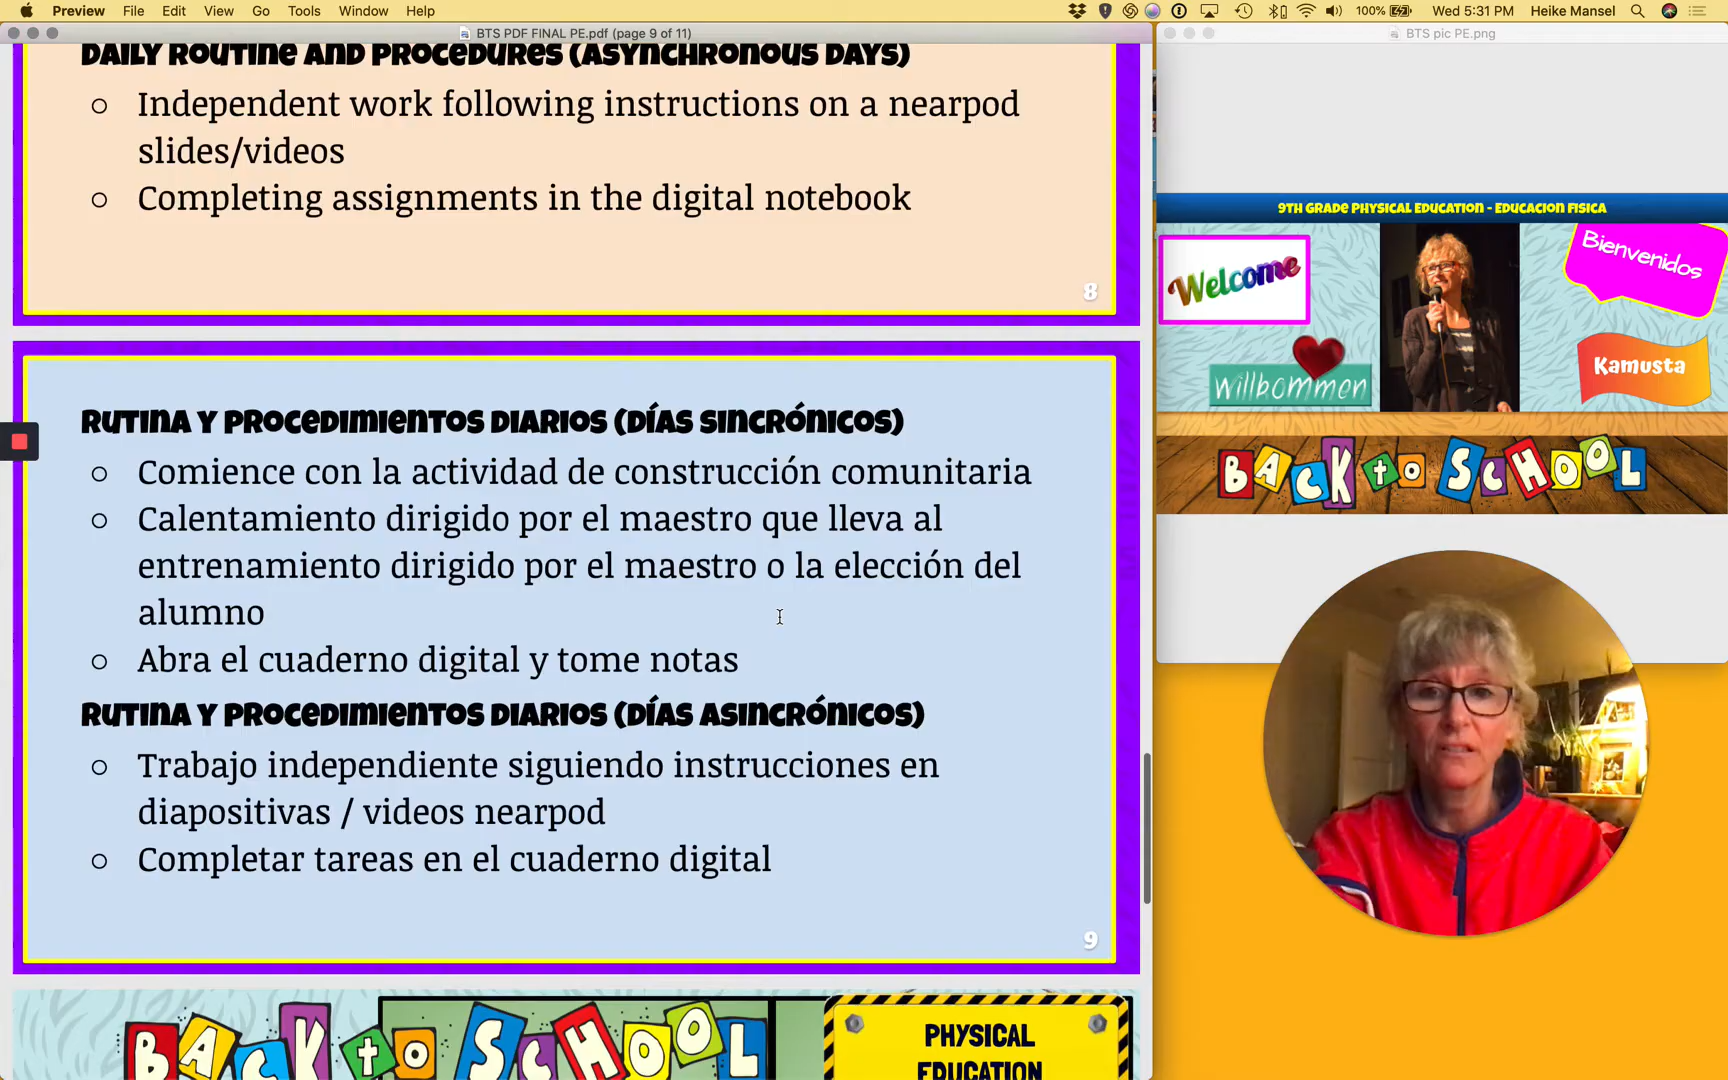 Preview File Edit View Go Tools Window Help
100% Wed 5:31 PM Heike Mansel
BTS PDF FINAL PE.pdf (page 9 of 11)
Daily Routine and Procedures (Asynchronous Days)
Independent work following instructions on a nearpod
slides/videos
Completing assignments in the digital notebook
8
Rutina y procedimientos diarios (días sincrónicos)
Comience con la actividad de construcción comunitaria
Calentamiento dirigido por el maestro que lleva al
entrenamiento dirigido por el maestro o la elección del
alumno
Abra el cuaderno digital y tome notas
Rutina y procedimientos diarios (días asincrónicos)
Trabajo independiente siguiendo instrucciones en
diapositivas / videos nearpod
Completar tareas en el cuaderno digital
9
BACK to SCHOOL
PHYSICAL
EDUCATION
BTS pic PE.png
9th Grade Physical Education - Educacion Fisica
Welcome
Bienvenidos
Willkommen
Kamusta
BACK to SCHOOL